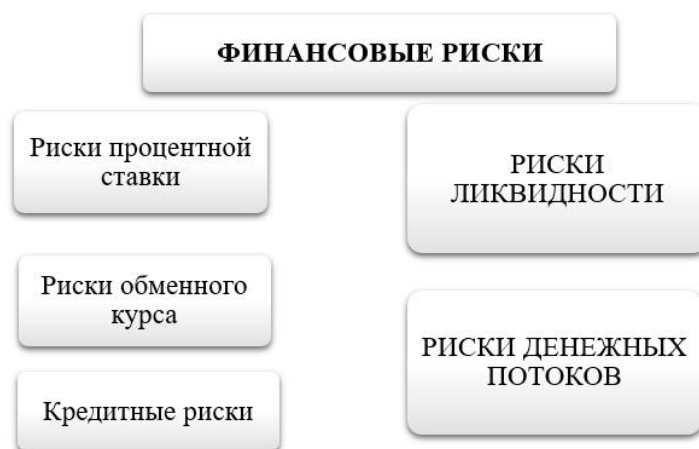 ФИНАНСОВЫЕ РИСКИ
Риски процентной
ставки
Риски обменного
курса
Кредитные риски
РИСКИ
ЛИКВИДНОСТИ
РИСКИ ДЕНЕЖНЫХ
ПОТОКОВ